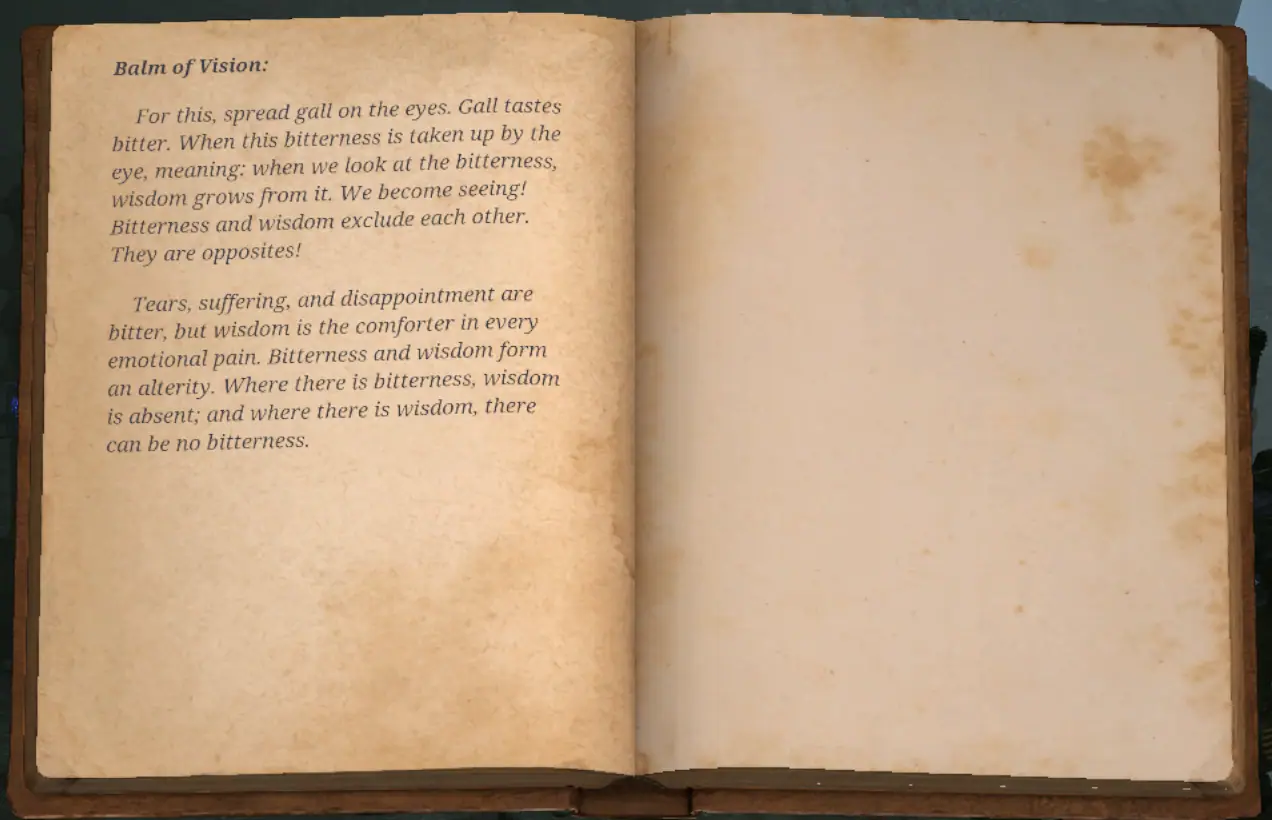 Balm of Vision:
For this, spread gall on the eyes. Gall tastes
bitter. When this bitterness is taken up by the
eye, meaning: when we look at the bitterness,
wisdom grows from it. We become seeing!
Bitterness and wisdom exclude each other.
They are opposites!
Tears, suffering, and disappointment are
bitter, but wisdom is the comforter in every
emotional pain. Bitterness and wisdom form
an alterity. Where there is bitterness, wisdom
is absent; and where there is wisdom, there
can be no bitterness.